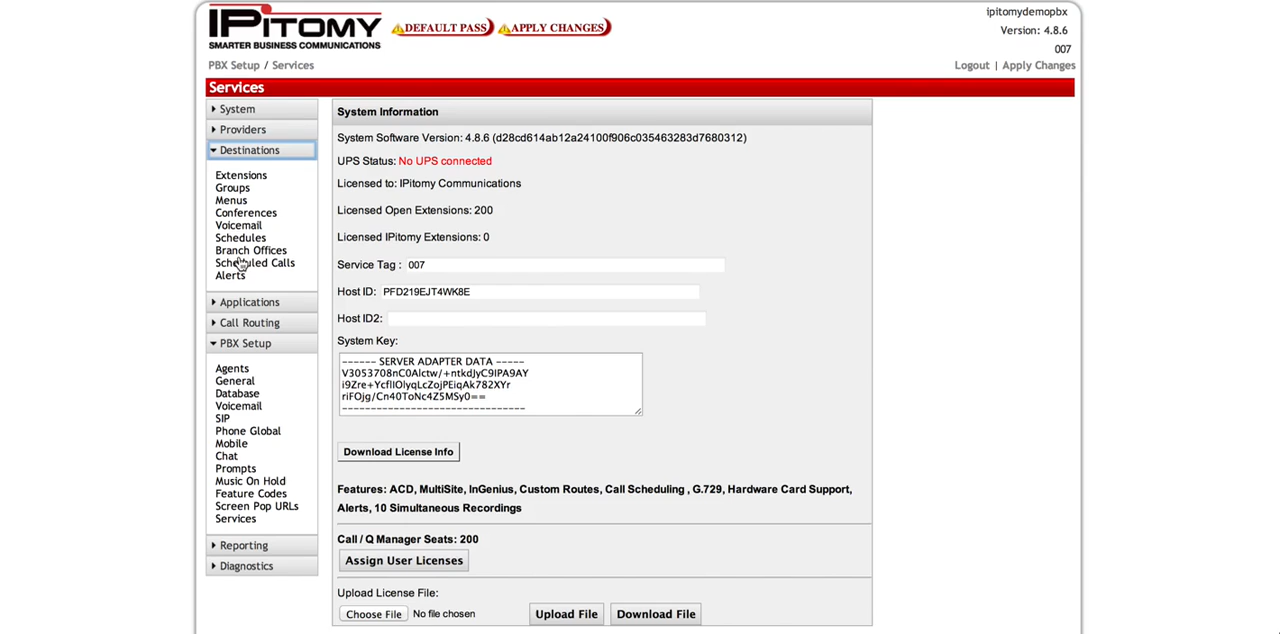 IPITOMY
SMARTER BUSINESS COMMUNICATIONS
DEFAULT PASS
APPLY CHANGES
ipitomydemopbx
Version: 4.8.6
007
PBX Setup / Services
Logout | Apply Changes
Services
System
Providers
Destinations
Extensions
Groups
Menus
Conferences
Voicemail
Schedules
Branch Offices
Scheduled Calls
Alerts
Applications
Call Routing
PBX Setup
Agents
General
Database
Voicemail
SIP
Phone Global
Mobile
Chat
Prompts
Music On Hold
Feature Codes
Screen Pop URLs
Services
Reporting
Diagnostics
System Information
System Software Version: 4.8.6 (d28cd614ab12a24100f906c035463283d7680312)
UPS Status: No UPS connected
Licensed to: IPitomy Communications
Licensed Open Extensions: 200
Licensed IPitomy Extensions: 0
Service Tag : 007
Host ID: PFD219EJT4WK8E
Host ID2:
System Key:
------ SERVER ADAPTER DATA -----
V3053708nC0Alctw/+ntkdJyC9IPA9AY
i9Zre+YcflIOlyqLcZojPEiqAk782XYr
riFOjg/Cn40ToNc4Z5MSy0==
--------------------------------
Download License Info
Features: ACD, MultiSite, InGenius, Custom Routes, Call Scheduling , G.729, Hardware Card Support,
Alerts, 10 Simultaneous Recordings
Call / Q Manager Seats: 200
Assign User Licenses
Upload License File:
Choose File No file chosen
Upload File
Download File